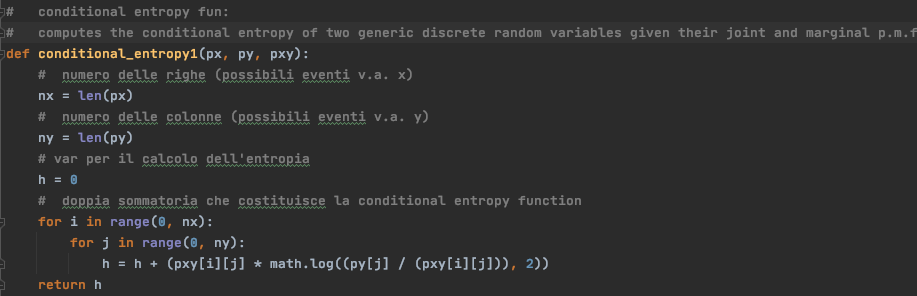 #   conditional entropy fun:
#   computes the conditional entropy of two generic discrete random variables given their joint and marginal p.m.f
def conditional_entropy1(px, py, pxy):
    #  numero delle righe (possibili eventi v.a. x)
    nx = len(px)
    #  numero delle colonne (possibili eventi v.a. y)
    ny = len(py)
    # var per il calcolo dell'entropia
    h = 0
    #  doppia sommatoria che costituisce la conditional entropy function
    for i in range(0, nx):
        for j in range(0, ny):
            h = h + (pxy[i][j] * math.log((py[j] / (pxy[i][j])), 2))
    return h